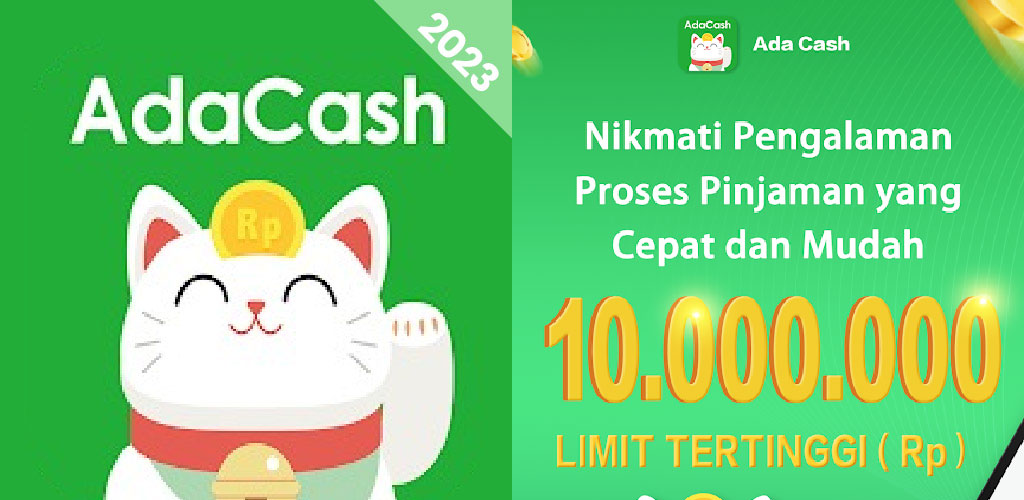 2023
AdaCash
Rp
AdaCash
Ada Cash
Nikmati Pengalaman
Proses Pinjaman yang
Cepat dan Mudah
10.000.000
LIMIT TERTINGGI ( Rp )